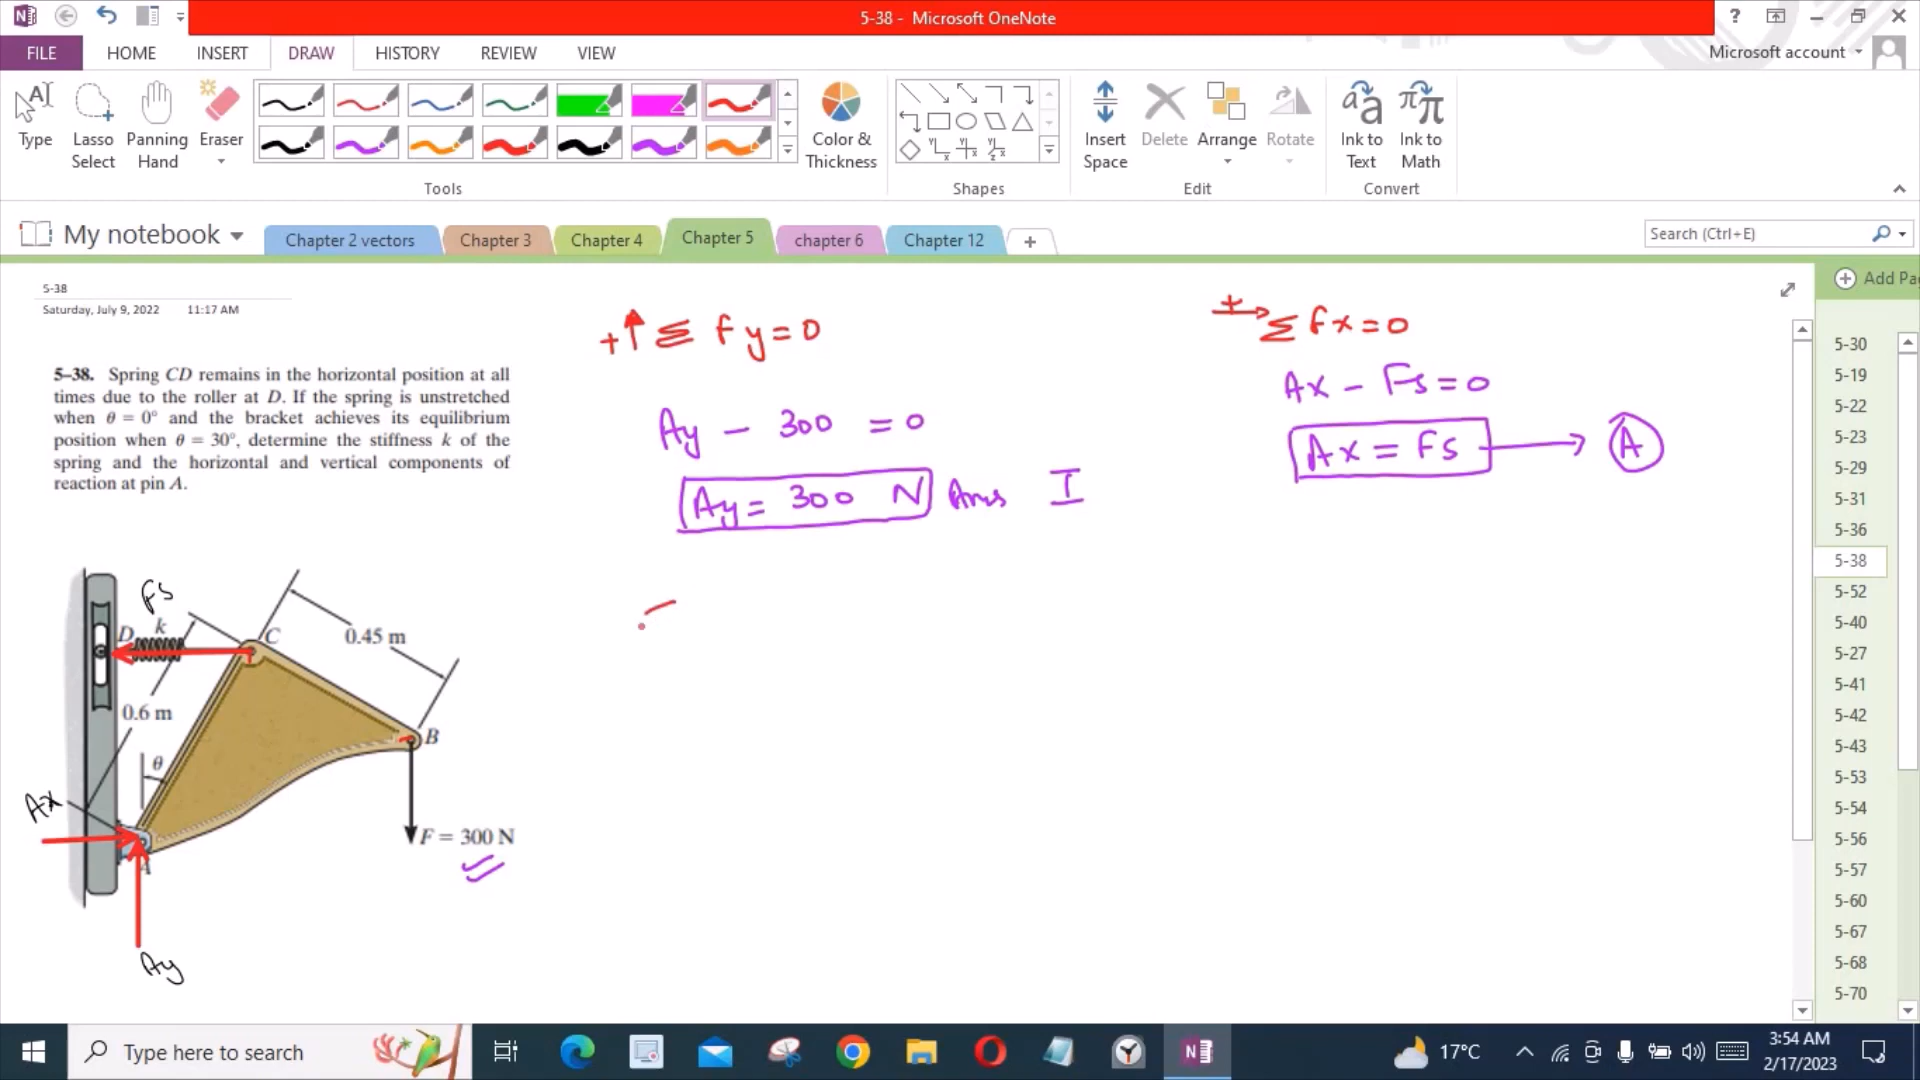 5-38 - Microsoft OneNote
?
FILE HOME INSERT DRAW HISTORY REVIEW VIEW
Microsoft account
Type
Lasso Select
Panning Hand
Eraser
Color & Thickness
Insert Space
Delete
Arrange
Rotate
Ink to Text
Ink to Math
Tools
Shapes
Edit
Convert
My notebook
Chapter 2 vectors
Chapter 3
Chapter 4
Chapter 5
chapter 6
Chapter 12
Search (Ctrl+E)
Add Pag
5-38
Saturday, July 9, 2022 11:17 AM
5–38. Spring CD remains in the horizontal position at all
times due to the roller at D. If the spring is unstretched
when θ = 0° and the bracket achieves its equilibrium
position when θ = 30°, determine the stiffness k of the
spring and the horizontal and vertical components of
reaction at pin A.
+↑ Σ Fy=0
Ay - 300 = 0
Ay = 300 N Ans I
+→ Σ Fx=0
Ax - Fs = 0
Ax = Fs → A
Fs
D k
C
0.45 m
0.6 m
B
θ
Ax
F = 300 N
A
Ay
5-30
5-19
5-22
5-23
5-29
5-31
5-36
5-38
5-52
5-40
5-27
5-41
5-42
5-43
5-53
5-54
5-56
5-57
5-60
5-67
5-68
5-70
Type here to search
17°C
3:54 AM
2/17/2023